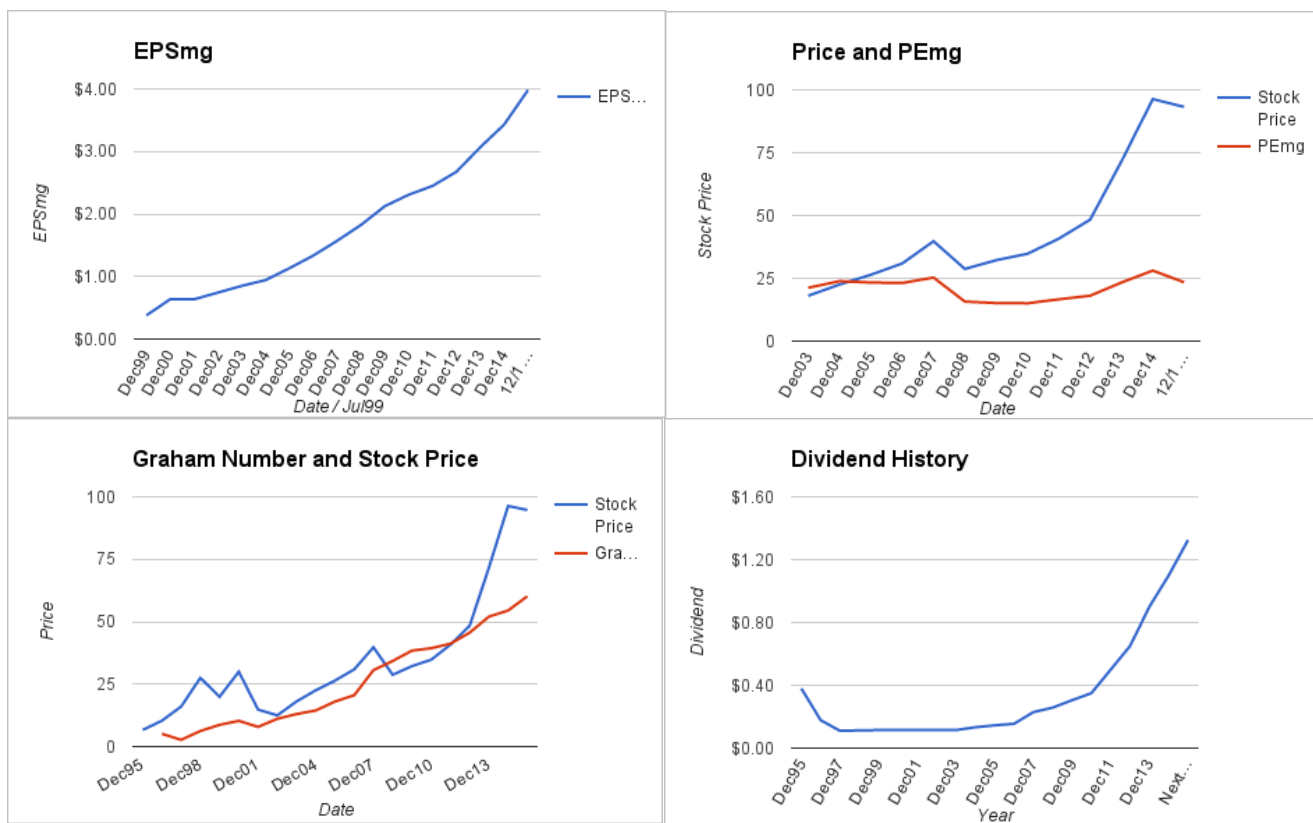 EPSmg
$4.00
$3.00
$2.00
$1.00
$0.00
EPSmg
EPS...
Dec99
Dec00
Dec01
Dec02
Dec03
Dec04
Dec05
Dec06
Dec07
Dec08
Dec09
Dec10
Dec11
Dec12
Dec13
Dec14
12/1 ...
Date / Jul99
Price and PEmg
100
75
50
25
0
Stock Price
Stock
Price
PEmg
Dec03
Dec04
Dec05
Dec06
Dec07
Dec08
Dec09
Dec10
Dec11
Dec12
Dec13
Dec14
12/1 ...
Date
Graham Number and Stock Price
100
75
50
25
0
Price
Stock
Price
Gra...
Dec95
Dec98
Dec01
Dec04
Dec07
Dec10
Dec13
Date
Dividend History
$1.60
$1.20
$0.80
$0.40
$0.00
Dividend
Dec95
Dec97
Dec99
Dec01
Dec03
Dec05
Dec07
Dec09
Dec11
Dec13
Next...
Year